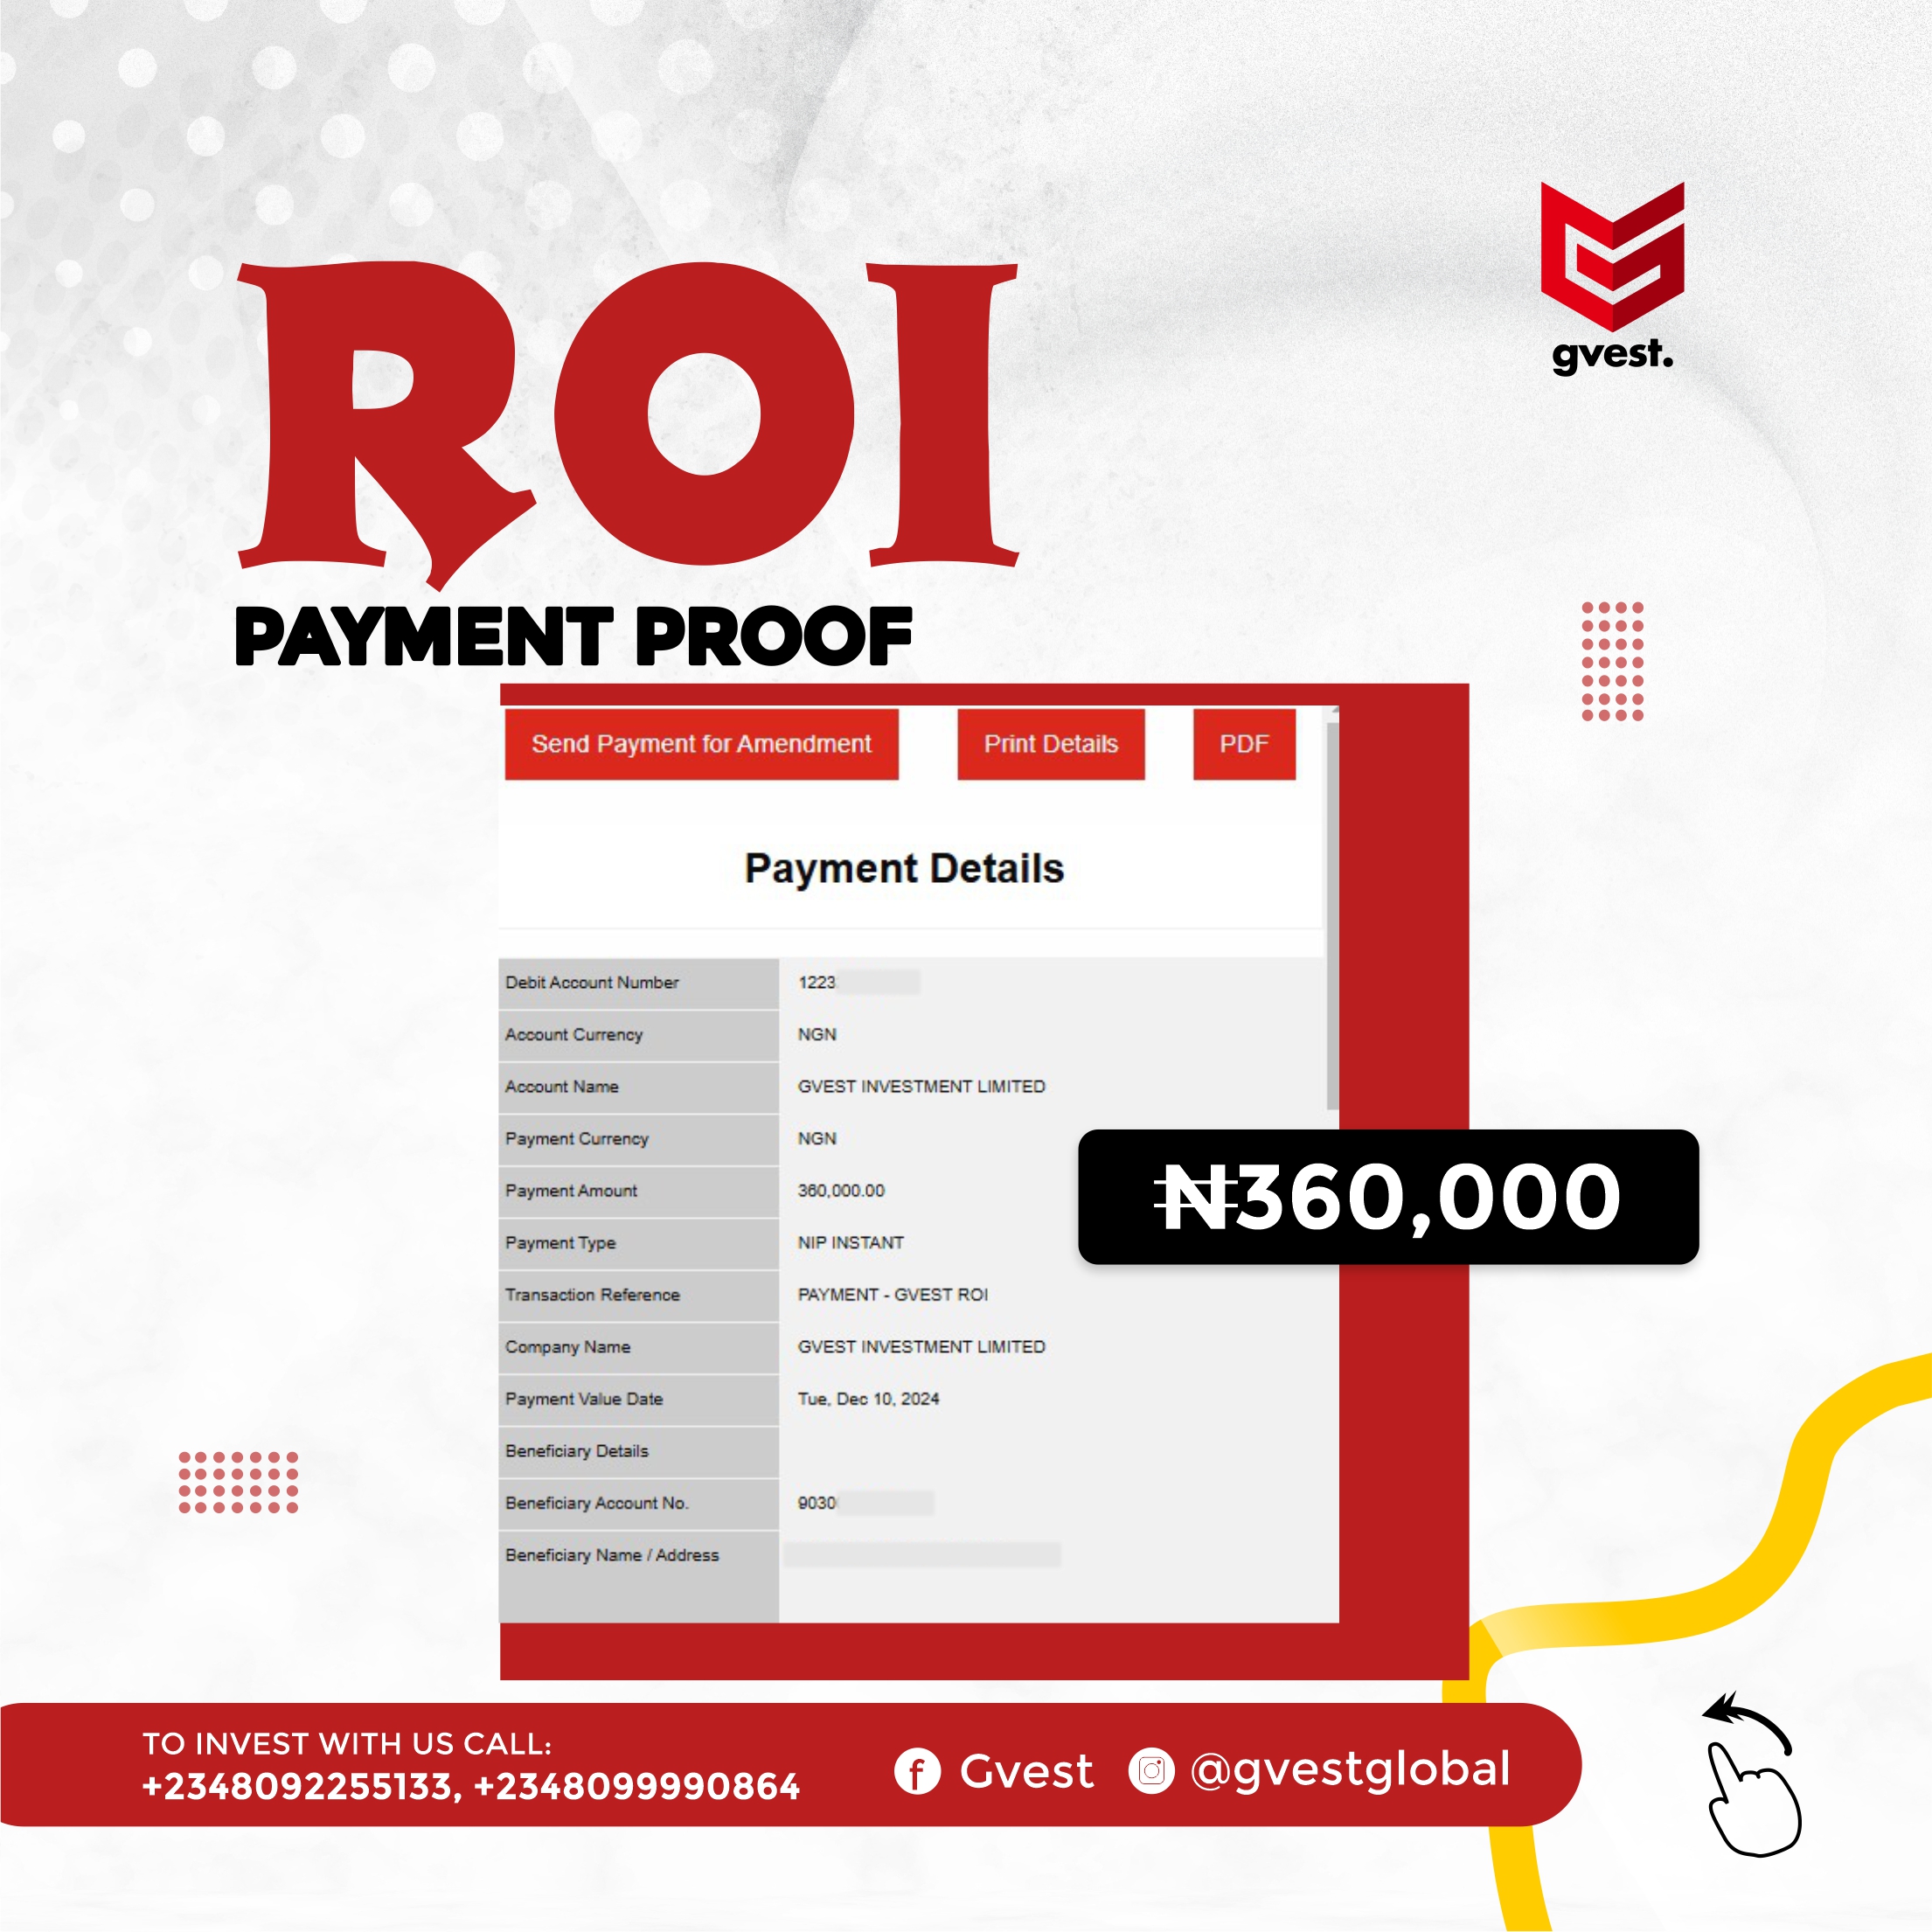 gvest.
ROI
PAYMENT PROOF
Send Payment for Amendment Print Details PDF
Payment Details
Debit Account Number 1223
Account Currency NGN
Account Name GVEST INVESTMENT LIMITED
Payment Currency NGN
Payment Amount 360,000.00
₦360,000
Payment Type NIP INSTANT
Transaction Reference PAYMENT - GVEST ROI
Company Name GVEST INVESTMENT LIMITED
Payment Value Date Tue, Dec 10, 2024
Beneficiary Details
Beneficiary Account No. 9030
Beneficiary Name / Address
TO INVEST WITH US CALL:
+2348092255133, +2348099990864
Gvest @gvestglobal